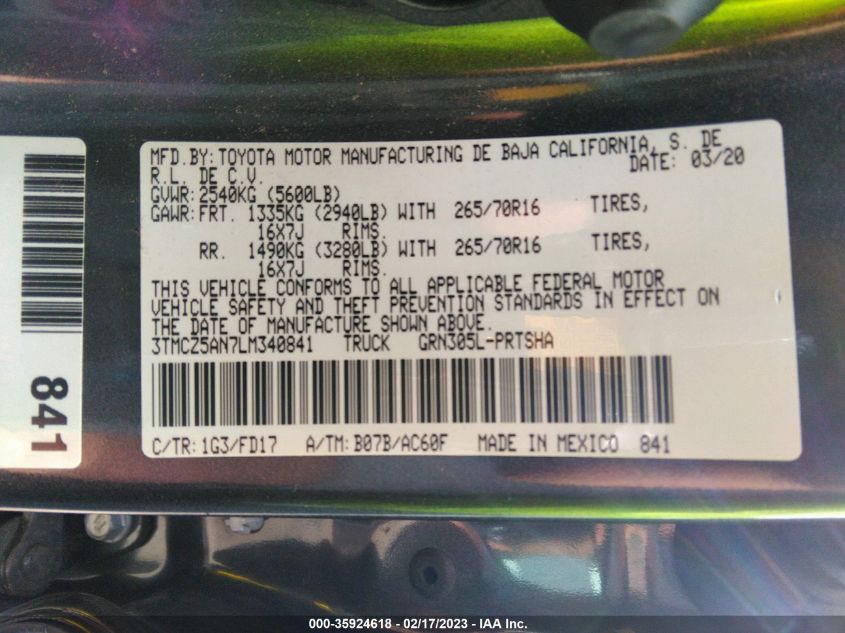 MFD.BY:TOYOTA MOTOR MANUFACTURING DE BAJA CALIFORNIA, S. DE
R.L. DE C.V. DATE: 03/20
GVWR:2540KG (5600LB)
GAWR:FRT. 1335KG (2940LB) WITH 265/70R16 TIRES,
16X7J RIMS.
RR. 1490KG (3280LB) WITH 265/70R16 TIRES,
16X7J RIMS.
THIS VEHICLE CONFORMS TO ALL APPLICABLE FEDERAL MOTOR
VEHICLE SAFETY AND THEFT PREVENTION STANDARDS IN EFFECT ON
THE DATE OF MANUFACTURE SHOWN ABOVE.
3TMCZ5AN7LM340841 TRUCK GRN305L-PRTSHA
C/TR:1G3/FD17 A/TM:B07B/AC60F MADE IN MEXICO 841
841
000-35924618 - 02/17/2023 - IAA Inc.